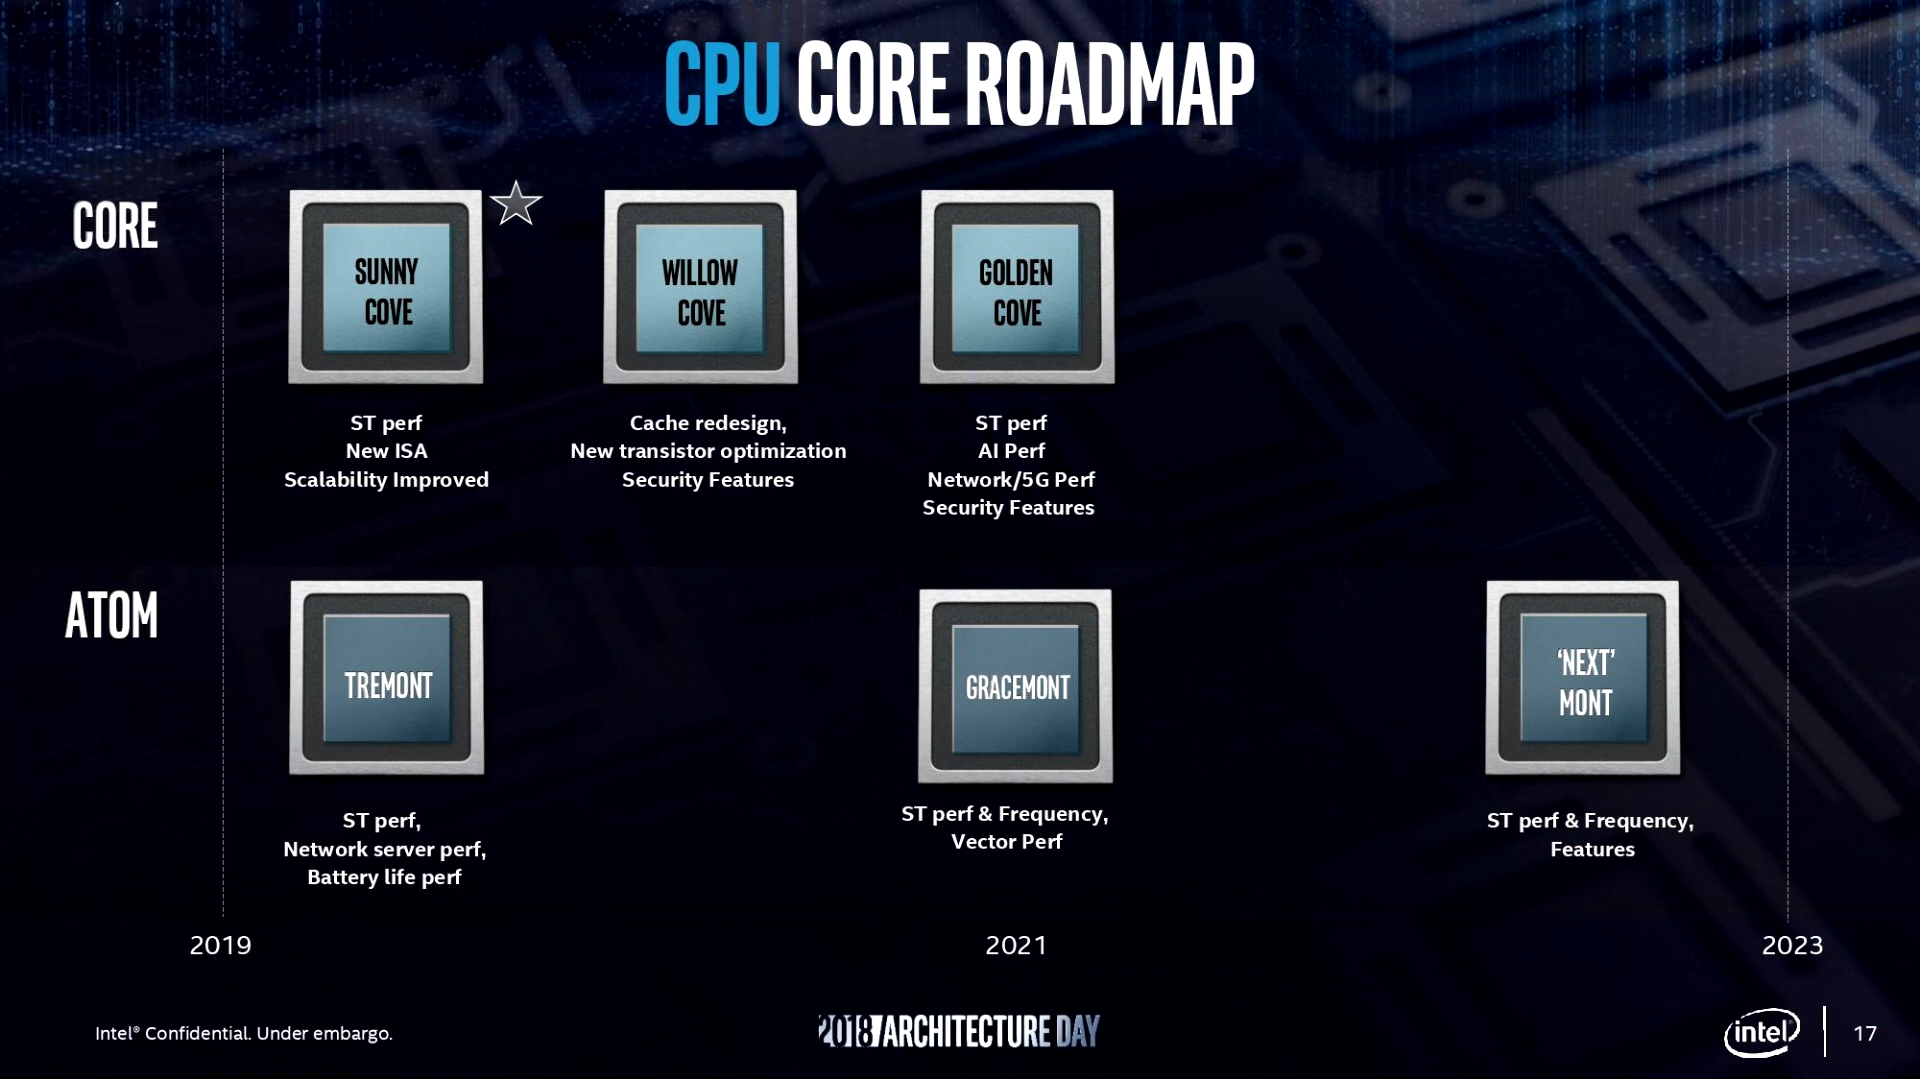 CPU CORE ROADMAP
CORE
SUNNY
COVE
WILLOW
COVE
GOLDEN
COVE
ST perf
New ISA
Scalability Improved
Cache redesign,
New transistor optimization
Security Features
ST perf
AI Perf
Network/5G Perf
Security Features
ATOM
TREMONT
GRACEMONT
‘NEXT’
MONT
ST perf,
Network server perf,
Battery life perf
ST perf & Frequency,
Vector Perf
ST perf & Frequency,
Features
2019
2021
2023
Intel® Confidential. Under embargo.
2018 ARCHITECTURE DAY
intel
17